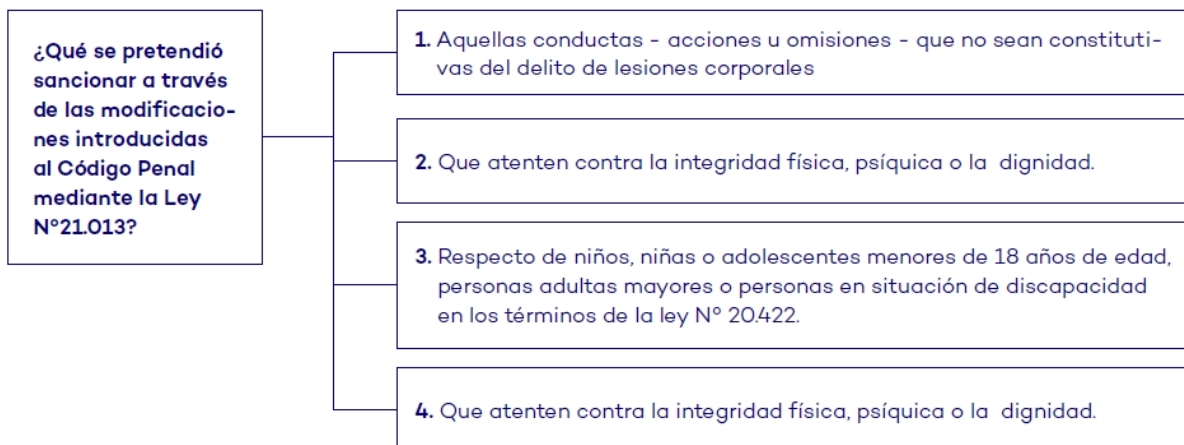 ¿Qué se pretendió
sancionar a través
de las modificacio-
nes introducidas
al Código Penal
mediante la Ley
N°21.013?
1. Aquellas conductas - acciones u omisiones - que no sean constituti-
vas del delito de lesiones corporales
2. Que atenten contra la integridad física, psíquica o la dignidad.
3. Respecto de niños, niñas o adolescentes menores de 18 años de edad,
personas adultas mayores o personas en situación de discapacidad
en los términos de la ley N° 20.422.
4. Que atenten contra la integridad física, psíquica o la dignidad.